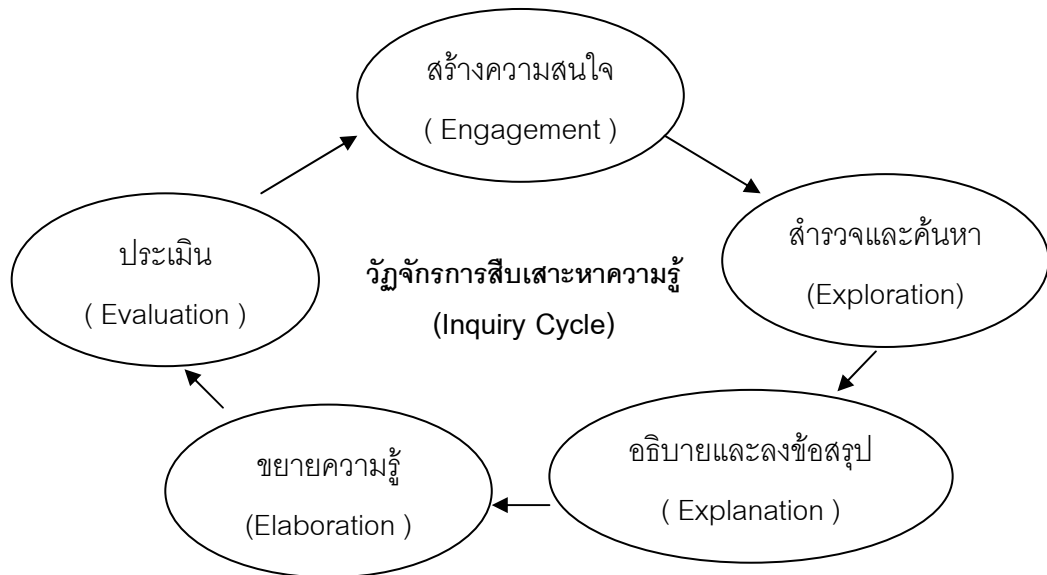 สร้างความสนใจ
( Engagement )
สำรวจและค้นหา
(Exploration)
ประเมิน
( Evaluation )
วัฏจักรการสืบเสาะหาความรู้
(Inquiry Cycle)
อธิบายและลงข้อสรุป
( Explanation )
ขยายความรู้
(Elaboration )